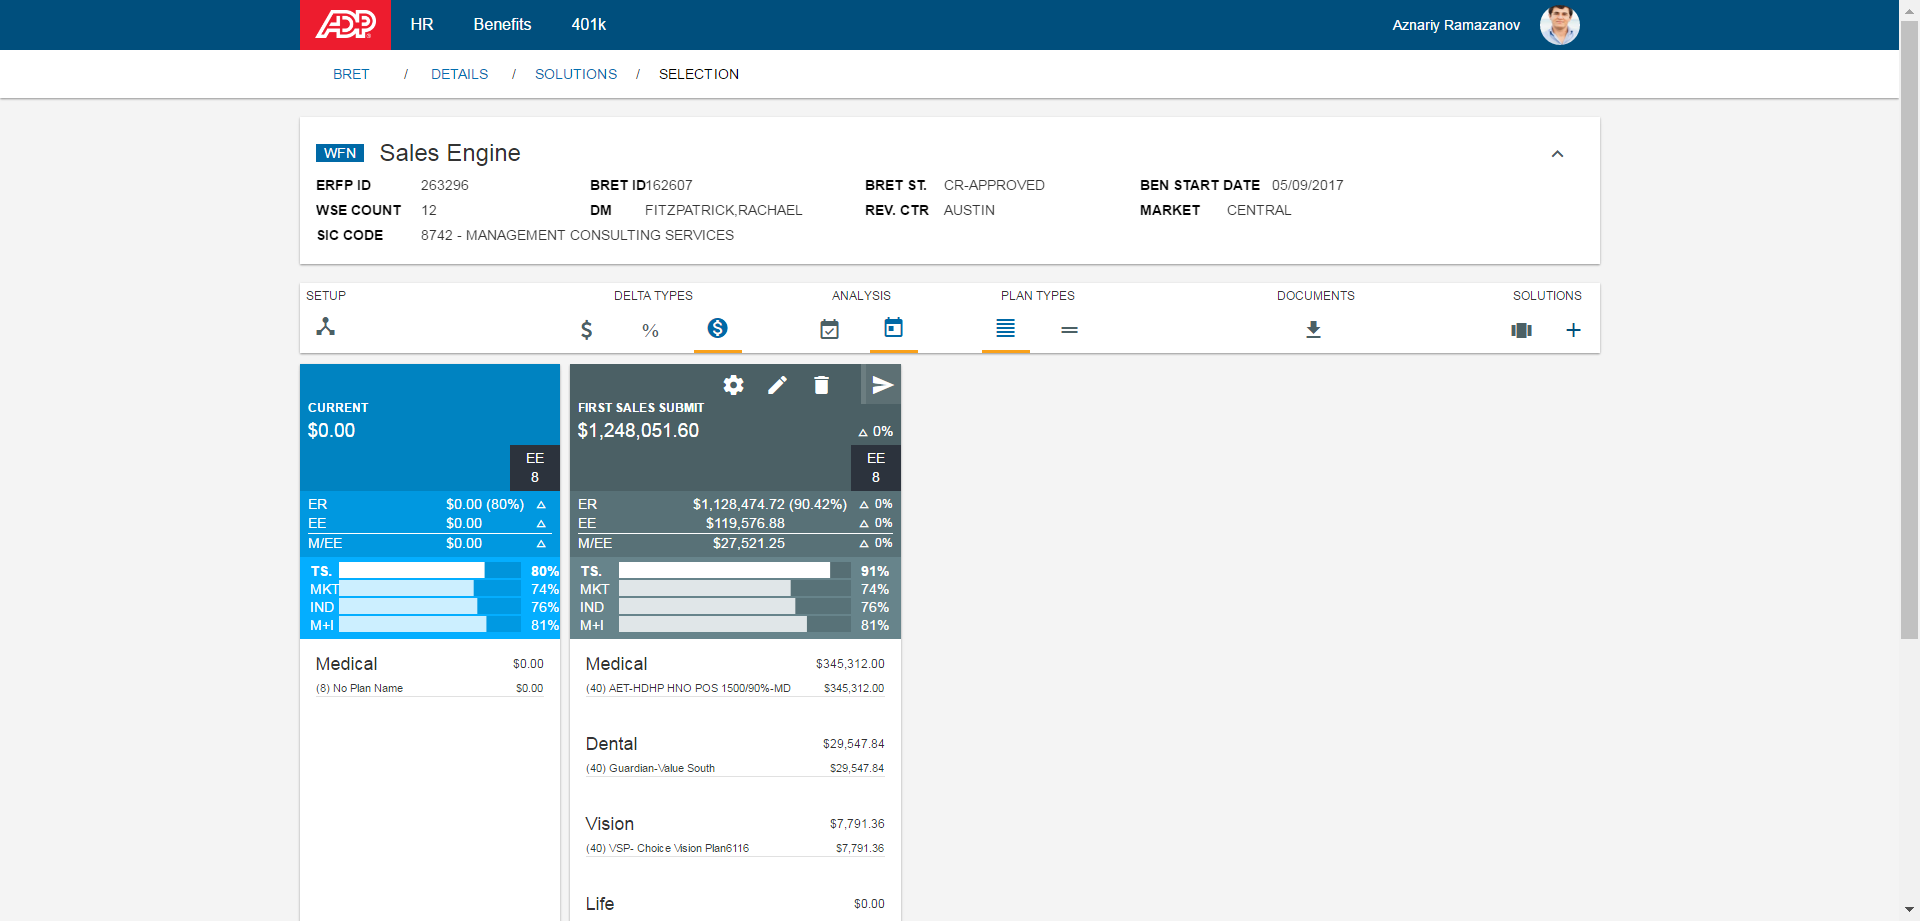 ADP HR Benefits 401k Aznariy Ramazanov
BRET / DETAILS / SOLUTIONS / SELECTION
WFN Sales Engine
ERFP ID 263296 BRET ID 162607 BRET ST. CR-APPROVED BEN START DATE 05/09/2017
WSE COUNT 12 DM FITZPATRICK,RACHAEL REV. CTR AUSTIN MARKET CENTRAL
SIC CODE 8742 - MANAGEMENT CONSULTING SERVICES
SETUP DELTA TYPES ANALYSIS PLAN TYPES DOCUMENTS SOLUTIONS
$ % $
CURRENT
$0.00
EE
8
ER $0.00 (80%) △
EE $0.00 △
M/EE $0.00 △
TS. 80%
MKT 74%
IND 76%
M+I 81%
Medical $0.00
(8) No Plan Name $0.00
FIRST SALES SUBMIT
$1,248,051.60 △ 0%
EE
8
ER $1,128,474.72 (90.42%) △ 0%
EE $119,576.88 △ 0%
M/EE $27,521.25 △ 0%
TS. 91%
MKT 74%
IND 76%
M+I 81%
Medical $345,312.00
(40) AET-HDHP HNO POS 1500/90%-MD $345,312.00
Dental $29,547.84
(40) Guardian-Value South $29,547.84
Vision $7,791.36
(40) VSP- Choice Vision Plan6116 $7,791.36
Life $0.00